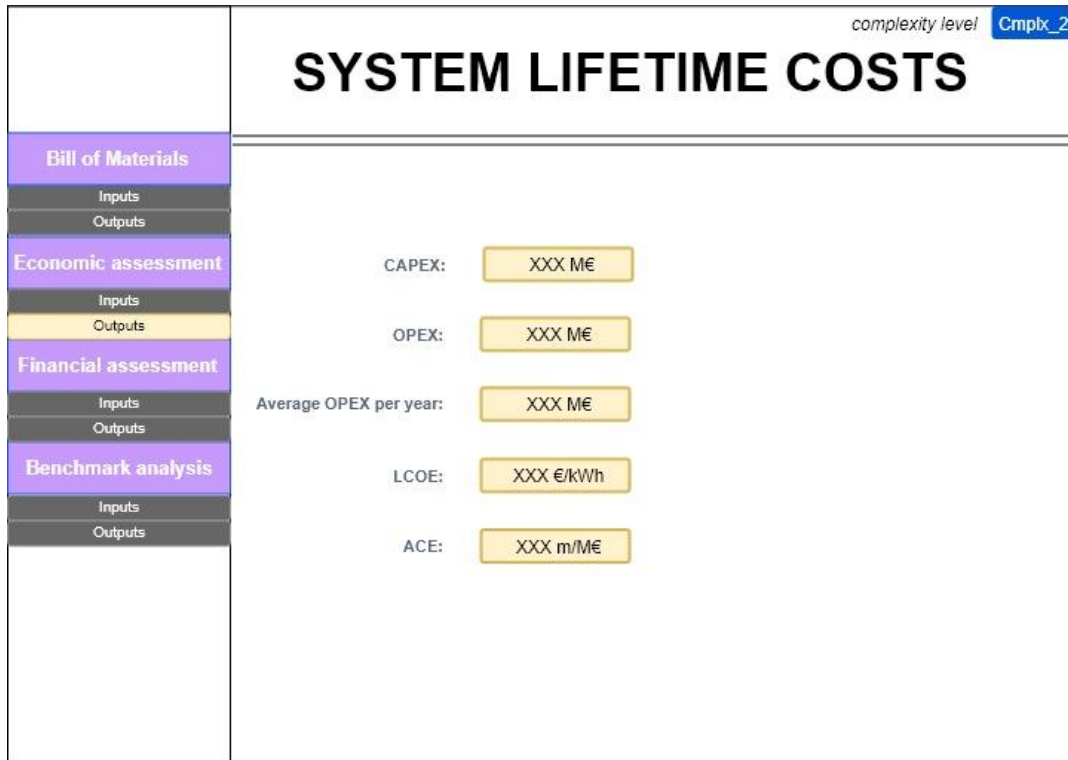 complexity level Cmplx_2
SYSTEM LIFETIME COSTS
Bill of Materials
Inputs
Outputs
Economic assessment
Inputs
Outputs
Financial assessment
Inputs
Outputs
Benchmark analysis
Inputs
Outputs
CAPEX: XXX M€
OPEX: XXX M€
Average OPEX per year: XXX M€
LCOE: XXX €/kWh
ACE: XXX m/M€